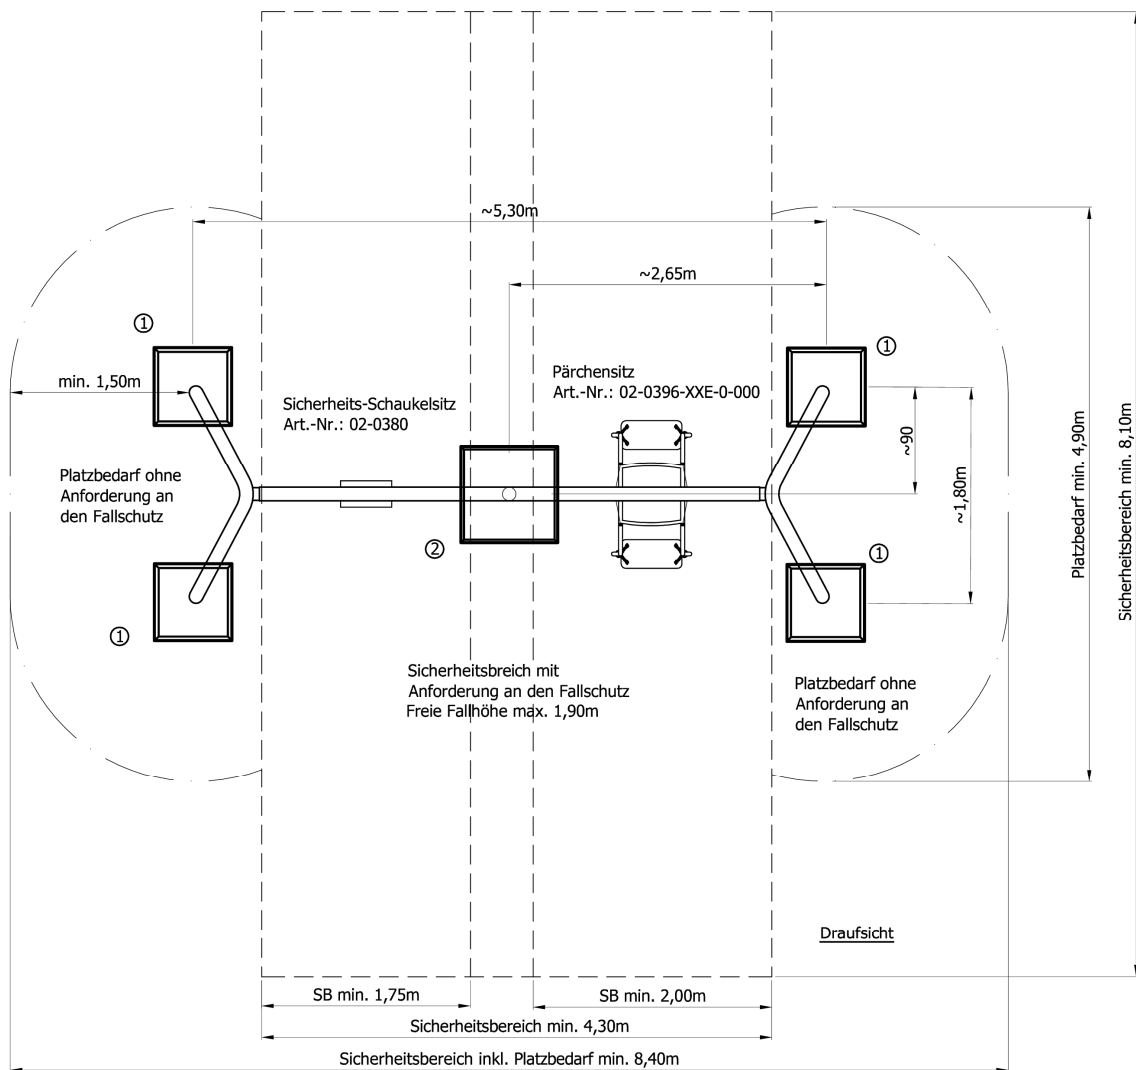 ~5,30m
~2,65m
①
①
min. 1,50m
Pärchensitz
Art.-Nr.: 02-0396-XXE-0-000
Sicherheits-Schaukelsitz
Art.-Nr.: 02-0380
~90
~1,80m
Platzbedarf min. 4,90m
Sicherheitsbereich min. 8,10m
Platzbedarf ohne
Anforderung an
den Fallschutz
②
①
①
Sicherheitsbreich mit
Anforderung an den Fallschutz
Freie Fallhöhe max. 1,90m
Platzbedarf ohne
Anforderung an
den Fallschutz
Draufsicht
SB min. 1,75m
SB min. 2,00m
Sicherheitsbereich min. 4,30m
Sicherheitsbereich inkl. Platzbedarf min. 8,40m